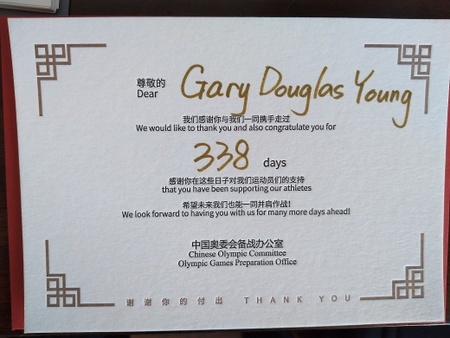 尊敬的
Dear Gary Douglas Young
我们感谢你与我们一同携手走过
We would like to thank you and also congratulate you for
338 days
感谢你在这些日子对我们运动员们的支持
that you have been supporting our athletes
希望未来我们也能一同并肩作战!
We look forward to having you with us for many more days ahead!
中国奥委会备战办公室
Chinese Olympic Committee
Olympic Games Preparation Office
谢谢你的付出 THANK YOU